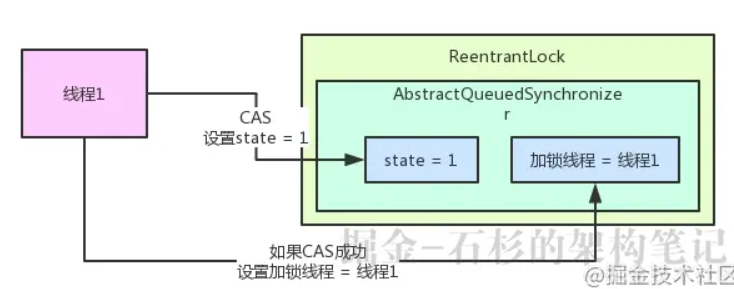 ReentrantLock
线程1
AbstractQueuedSynchronize
r
CAS
设置state = 1
state = 1
加锁线程 = 线程1
掘金-石杉的架构笔记
如果CAS成功
设置加锁线程 = 线程1
@掘金技术社区